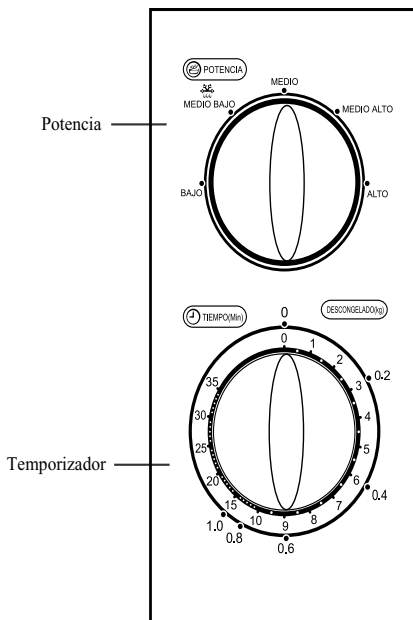 POTENCIA
MEDIO
MEDIO BAJO
MEDIO ALTO
Potencia
BAJO
ALTO
TIEMPO(Min)
0
DESCONGELADO(kg)
0
1
2
3
4
5
6
7
8
9
10
15
20
25
30
35
0.2
0.4
0.6
0.8
1.0
Temporizador